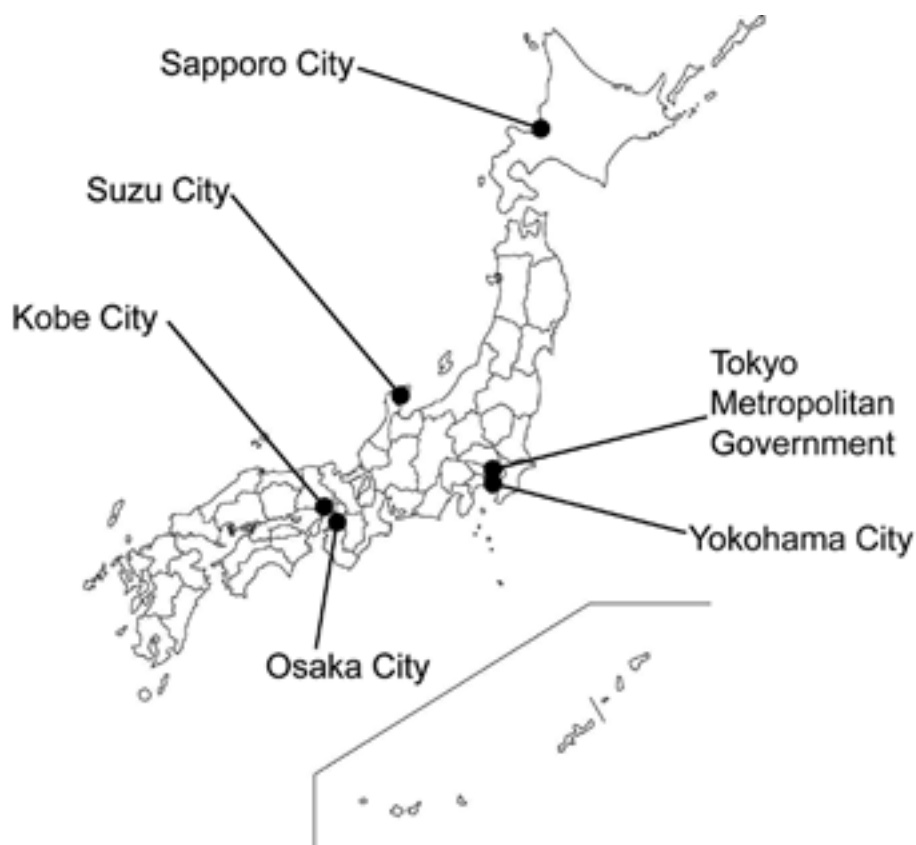 Sapporo City
Suzu City
Kobe City
Tokyo
Metropolitan
Government
Yokohama City
Osaka City